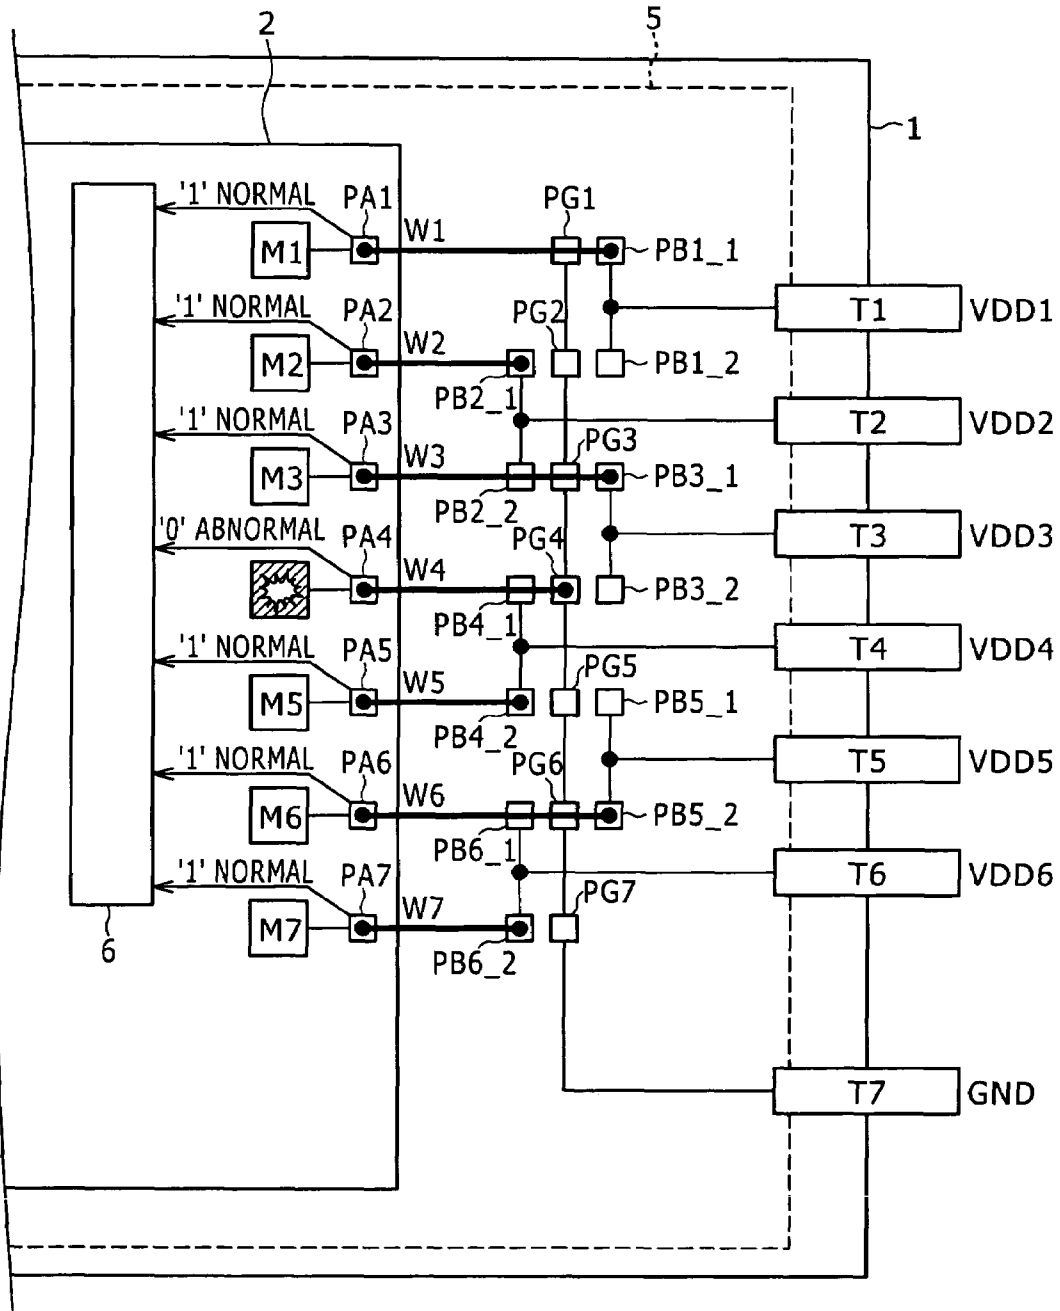 2
5
1
'1' NORMAL PA1 W1 PG1
M1 PB1_1
T1 VDD1
'1' NORMAL PA2 W2 PG2
M2 PB1_2
PB2_1
T2 VDD2
'1' NORMAL PA3 W3 PG3
M3 PB3_1
PB2_2
T3 VDD3
'0' ABNORMAL PA4 W4 PG4
PB3_2
PB4_1
T4 VDD4
'1' NORMAL PA5 W5 PG5
M5 PB5_1
PB4_2
T5 VDD5
'1' NORMAL PA6 W6 PG6
M6 PB5_2
PB6_1
T6 VDD6
'1' NORMAL PA7 W7 PG7
M7
6
PB6_2
T7 GND